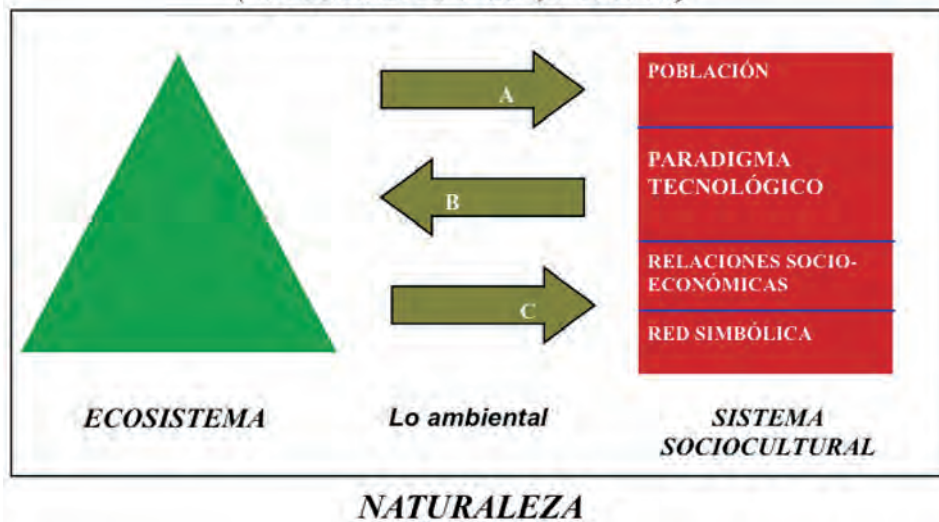 POBLACIÓN
A
PARADIGMA
TECNOLÓGICO
B
RELACIONES SOCIO-
ECONÓMICAS
C
RED SIMBÓLICA
ECOSISTEMA
Lo ambiental
SISTEMA
SOCIOCULTURAL
NATURALEZA